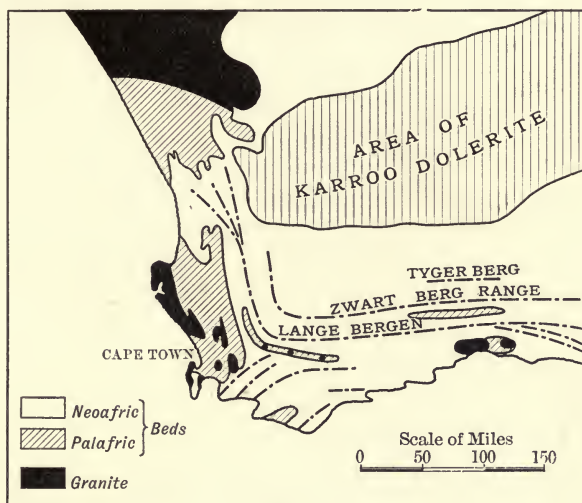 AREA OF
KARROO DOLERITE
TYGER BERG
ZWART BERG RANGE
LANGE BERGEN
CAPE TOWN
Neoafric
Palafric
Beds
Granite
Scale of Miles
0 50 100 150